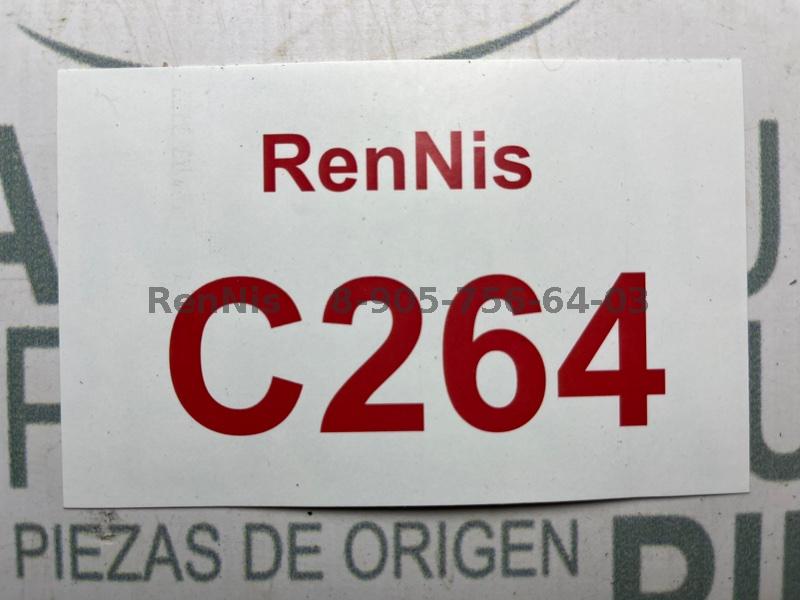 RenNis
RenNis 8-905-756-64-03
C264
PIEZAS DE ORIGEN